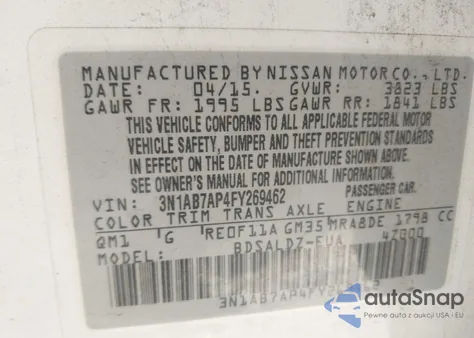 MANUFACTURED BY NISSAN MOTOR CO., LTD.
DATE: 04/15. GVWR: 3823 LBS
GAWR FR: 1995 LBS GAWR RR: 1841 LBS
THIS VEHICLE CONFORMS TO ALL APPLICABLE FEDERAL MOTOR
VEHICLE SAFETY, BUMPER AND THEFT PREVENTION STANDARDS
IN EFFECT ON THE DATE OF MANUFACTURE SHOWN ABOVE.
SEE OWNER'S MANUAL FOR ADDITIONAL INFORMATION.
VIN: 3N1AB7AP4FY269462 PASSENGER CAR.
COLOR TRIM TRANS AXLE ENGINE
QM1 G RE0F11A GM35 MRA8DE 1798 CC
MODEL: BDSALDZ-EUA 47000
3N1AB7AP4FY
autoSnap
Pewne auta z aukcji USA - EU